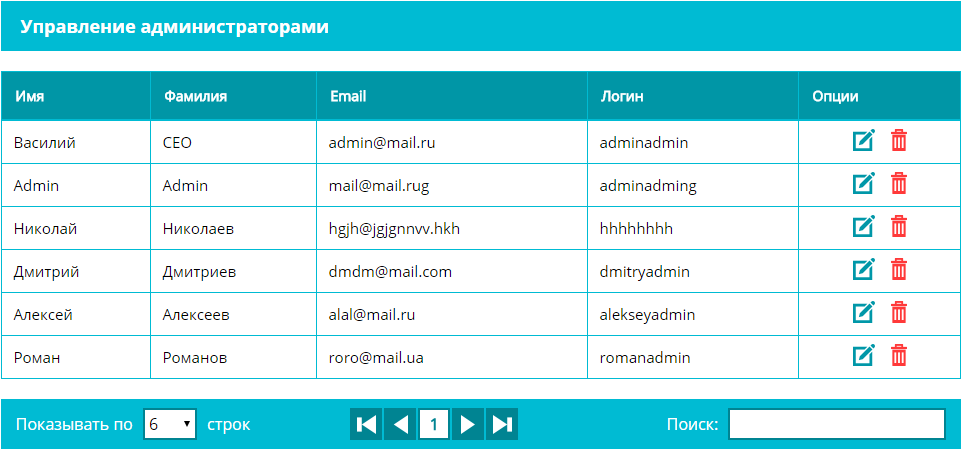 Управление администраторами
Имя Фамилия Email Логин Опции
Василий CEO admin@mail.ru adminadmin
Admin Admin mail@mail.rug adminadming
Николай Николаев hgjh@jgjgnnvv.hkh hhhhhhhh
Дмитрий Дмитриев dmdm@mail.com dmitryadmin
Алексей Алексеев alal@mail.ru alekseyadmin
Роман Романов roro@mail.ua romanadmin
Показывать по 6 строк 1 Поиск: